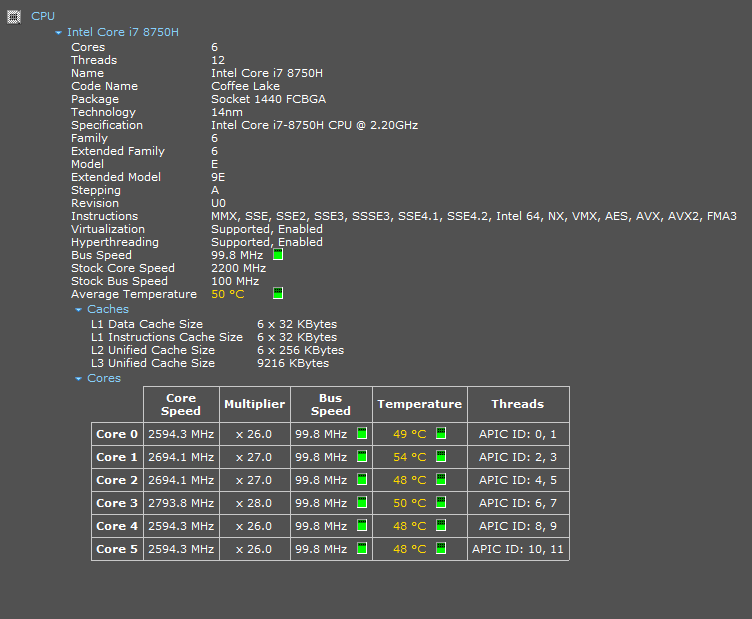 CPU
Intel Core i7 8750H
Cores 6
Threads 12
Name Intel Core i7 8750H
Code Name Coffee Lake
Package Socket 1440 FCBGA
Technology 14nm
Specification Intel Core i7-8750H CPU @ 2.20GHz
Family 6
Extended Family 6
Model E
Extended Model 9E
Stepping A
Revision U0
Instructions MMX, SSE, SSE2, SSE3, SSSE3, SSE4.1, SSE4.2, Intel 64, NX, VMX, AES, AVX, AVX2, FMA3
Virtualization Supported, Enabled
Hyperthreading Supported, Enabled
Bus Speed 99.8 MHz
Stock Core Speed 2200 MHz
Stock Bus Speed 100 MHz
Average Temperature 50 °C
Caches
L1 Data Cache Size 6 x 32 KBytes
L1 Instructions Cache Size 6 x 32 KBytes
L2 Unified Cache Size 6 x 256 KBytes
L3 Unified Cache Size 9216 KBytes
Cores
Core Speed Multiplier Bus Speed Temperature Threads
Core 0 2594.3 MHz x 26.0 99.8 MHz 49 °C APIC ID: 0, 1
Core 1 2694.1 MHz x 27.0 99.8 MHz 54 °C APIC ID: 2, 3
Core 2 2694.1 MHz x 27.0 99.8 MHz 48 °C APIC ID: 4, 5
Core 3 2793.8 MHz x 28.0 99.8 MHz 50 °C APIC ID: 6, 7
Core 4 2594.3 MHz x 26.0 99.8 MHz 48 °C APIC ID: 8, 9
Core 5 2594.3 MHz x 26.0 99.8 MHz 48 °C APIC ID: 10, 11